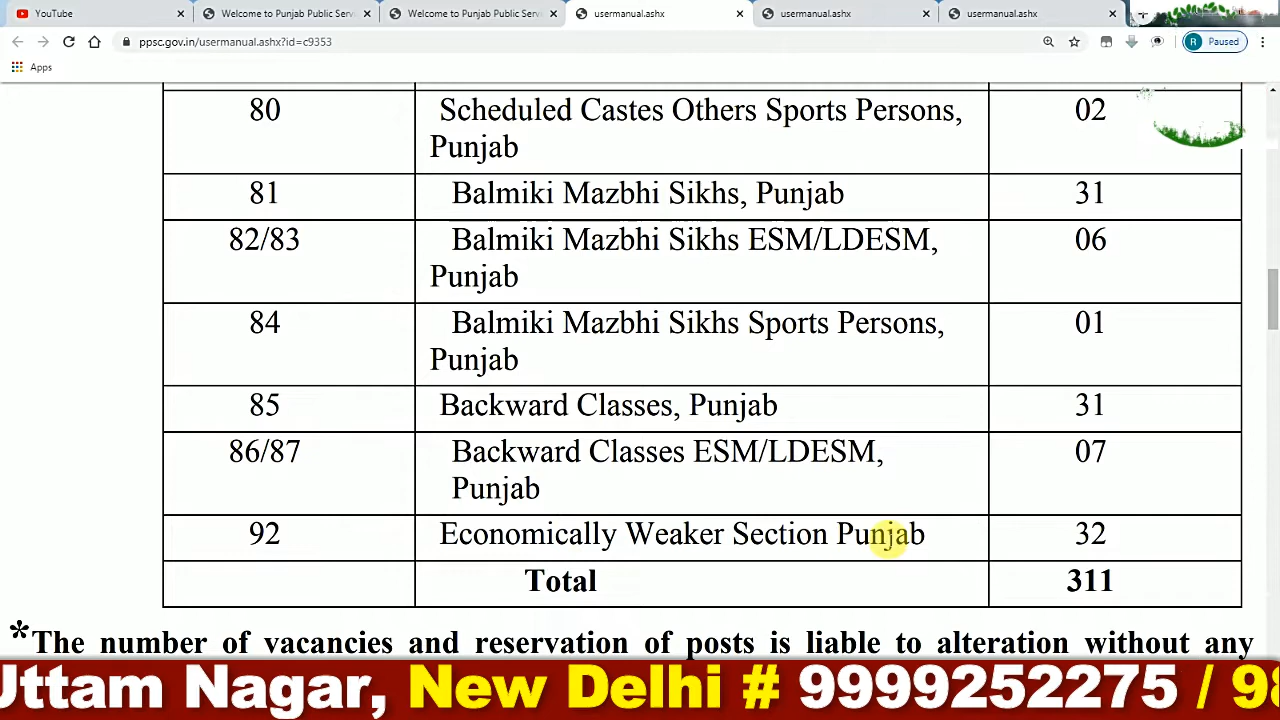 YouTube
Welcome to Punjab Public Serv
Welcome to Punjab Public Serv
usermanual.ashx
usermanual.ashx
usermanual.ashx
ppsc.gov.in/usermanual.ashx?id=c9353
R Paused
Apps
80 Scheduled Castes Others Sports Persons, 02
Punjab
81 Balmiki Mazbhi Sikhs, Punjab 31
82/83 Balmiki Mazbhi Sikhs ESM/LDESM, 06
Punjab
84 Balmiki Mazbhi Sikhs Sports Persons, 01
Punjab
85 Backward Classes, Punjab 31
86/87 Backward Classes ESM/LDESM, 07
Punjab
92 Economically Weaker Section Punjab 32
Total 311
*The number of vacancies and reservation of posts is liable to alteration without any
Uttam Nagar, New Delhi # 9999252275 / 98